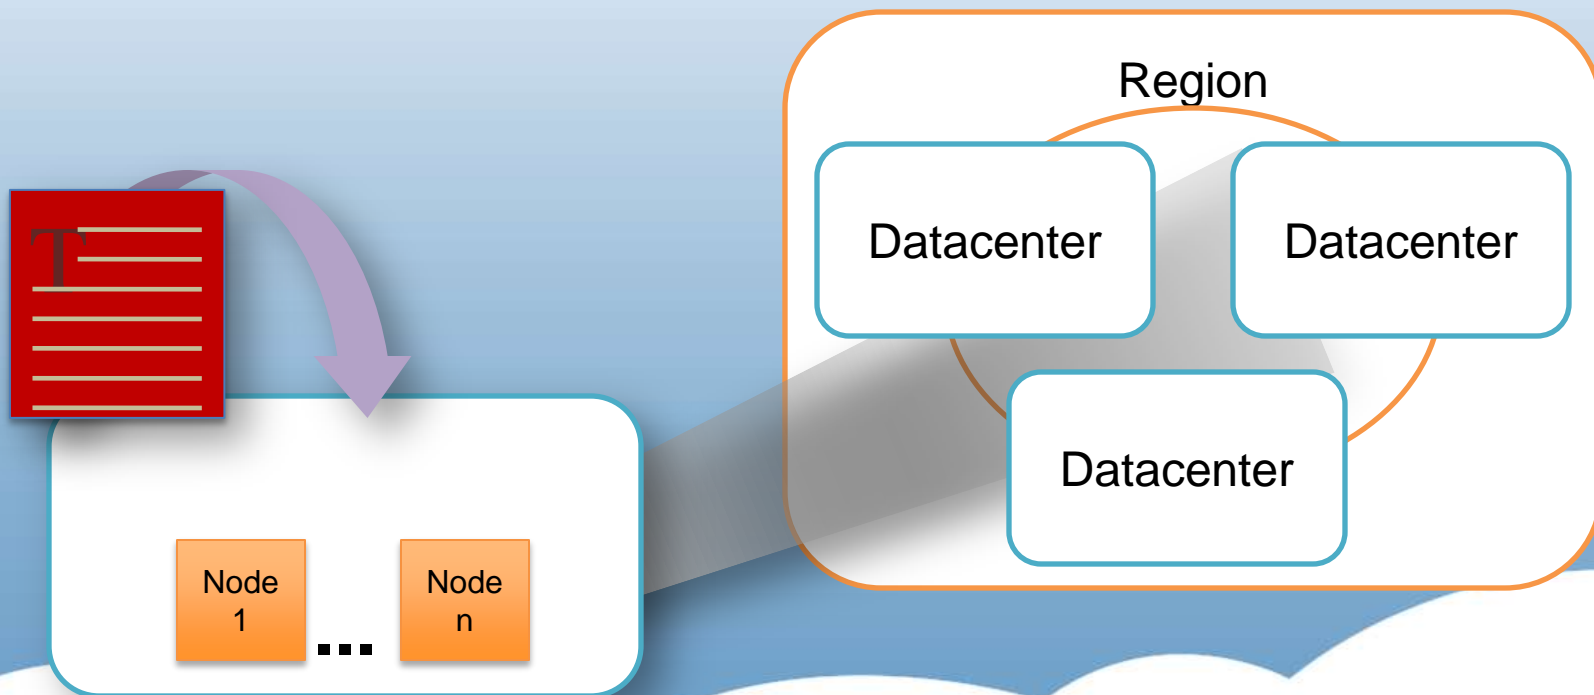 Region
Datacenter
Datacenter
Datacenter
T
Node
1
...
Node
n